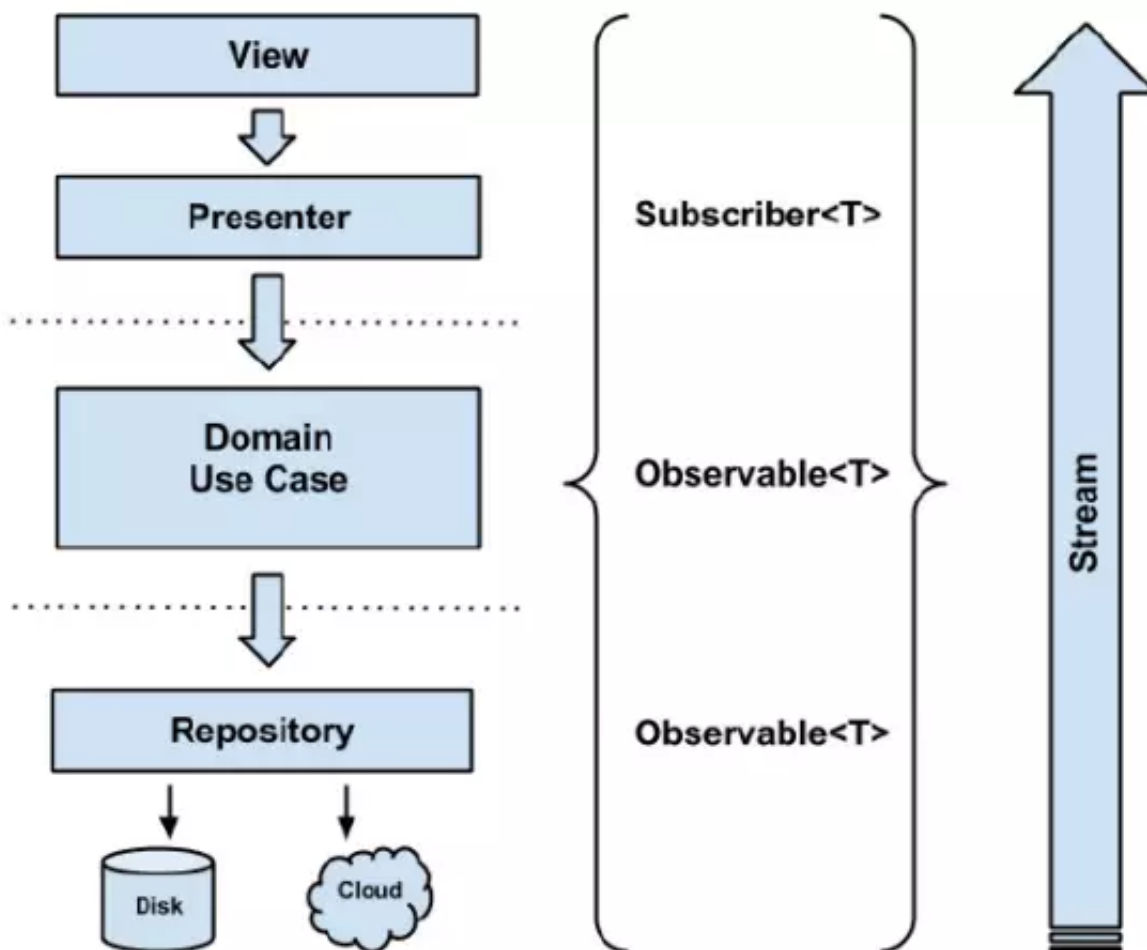 View
Presenter
Subscriber<T>
Domain
Use Case
Observable<T>
Stream
Repository
Observable<T>
Disk
Cloud